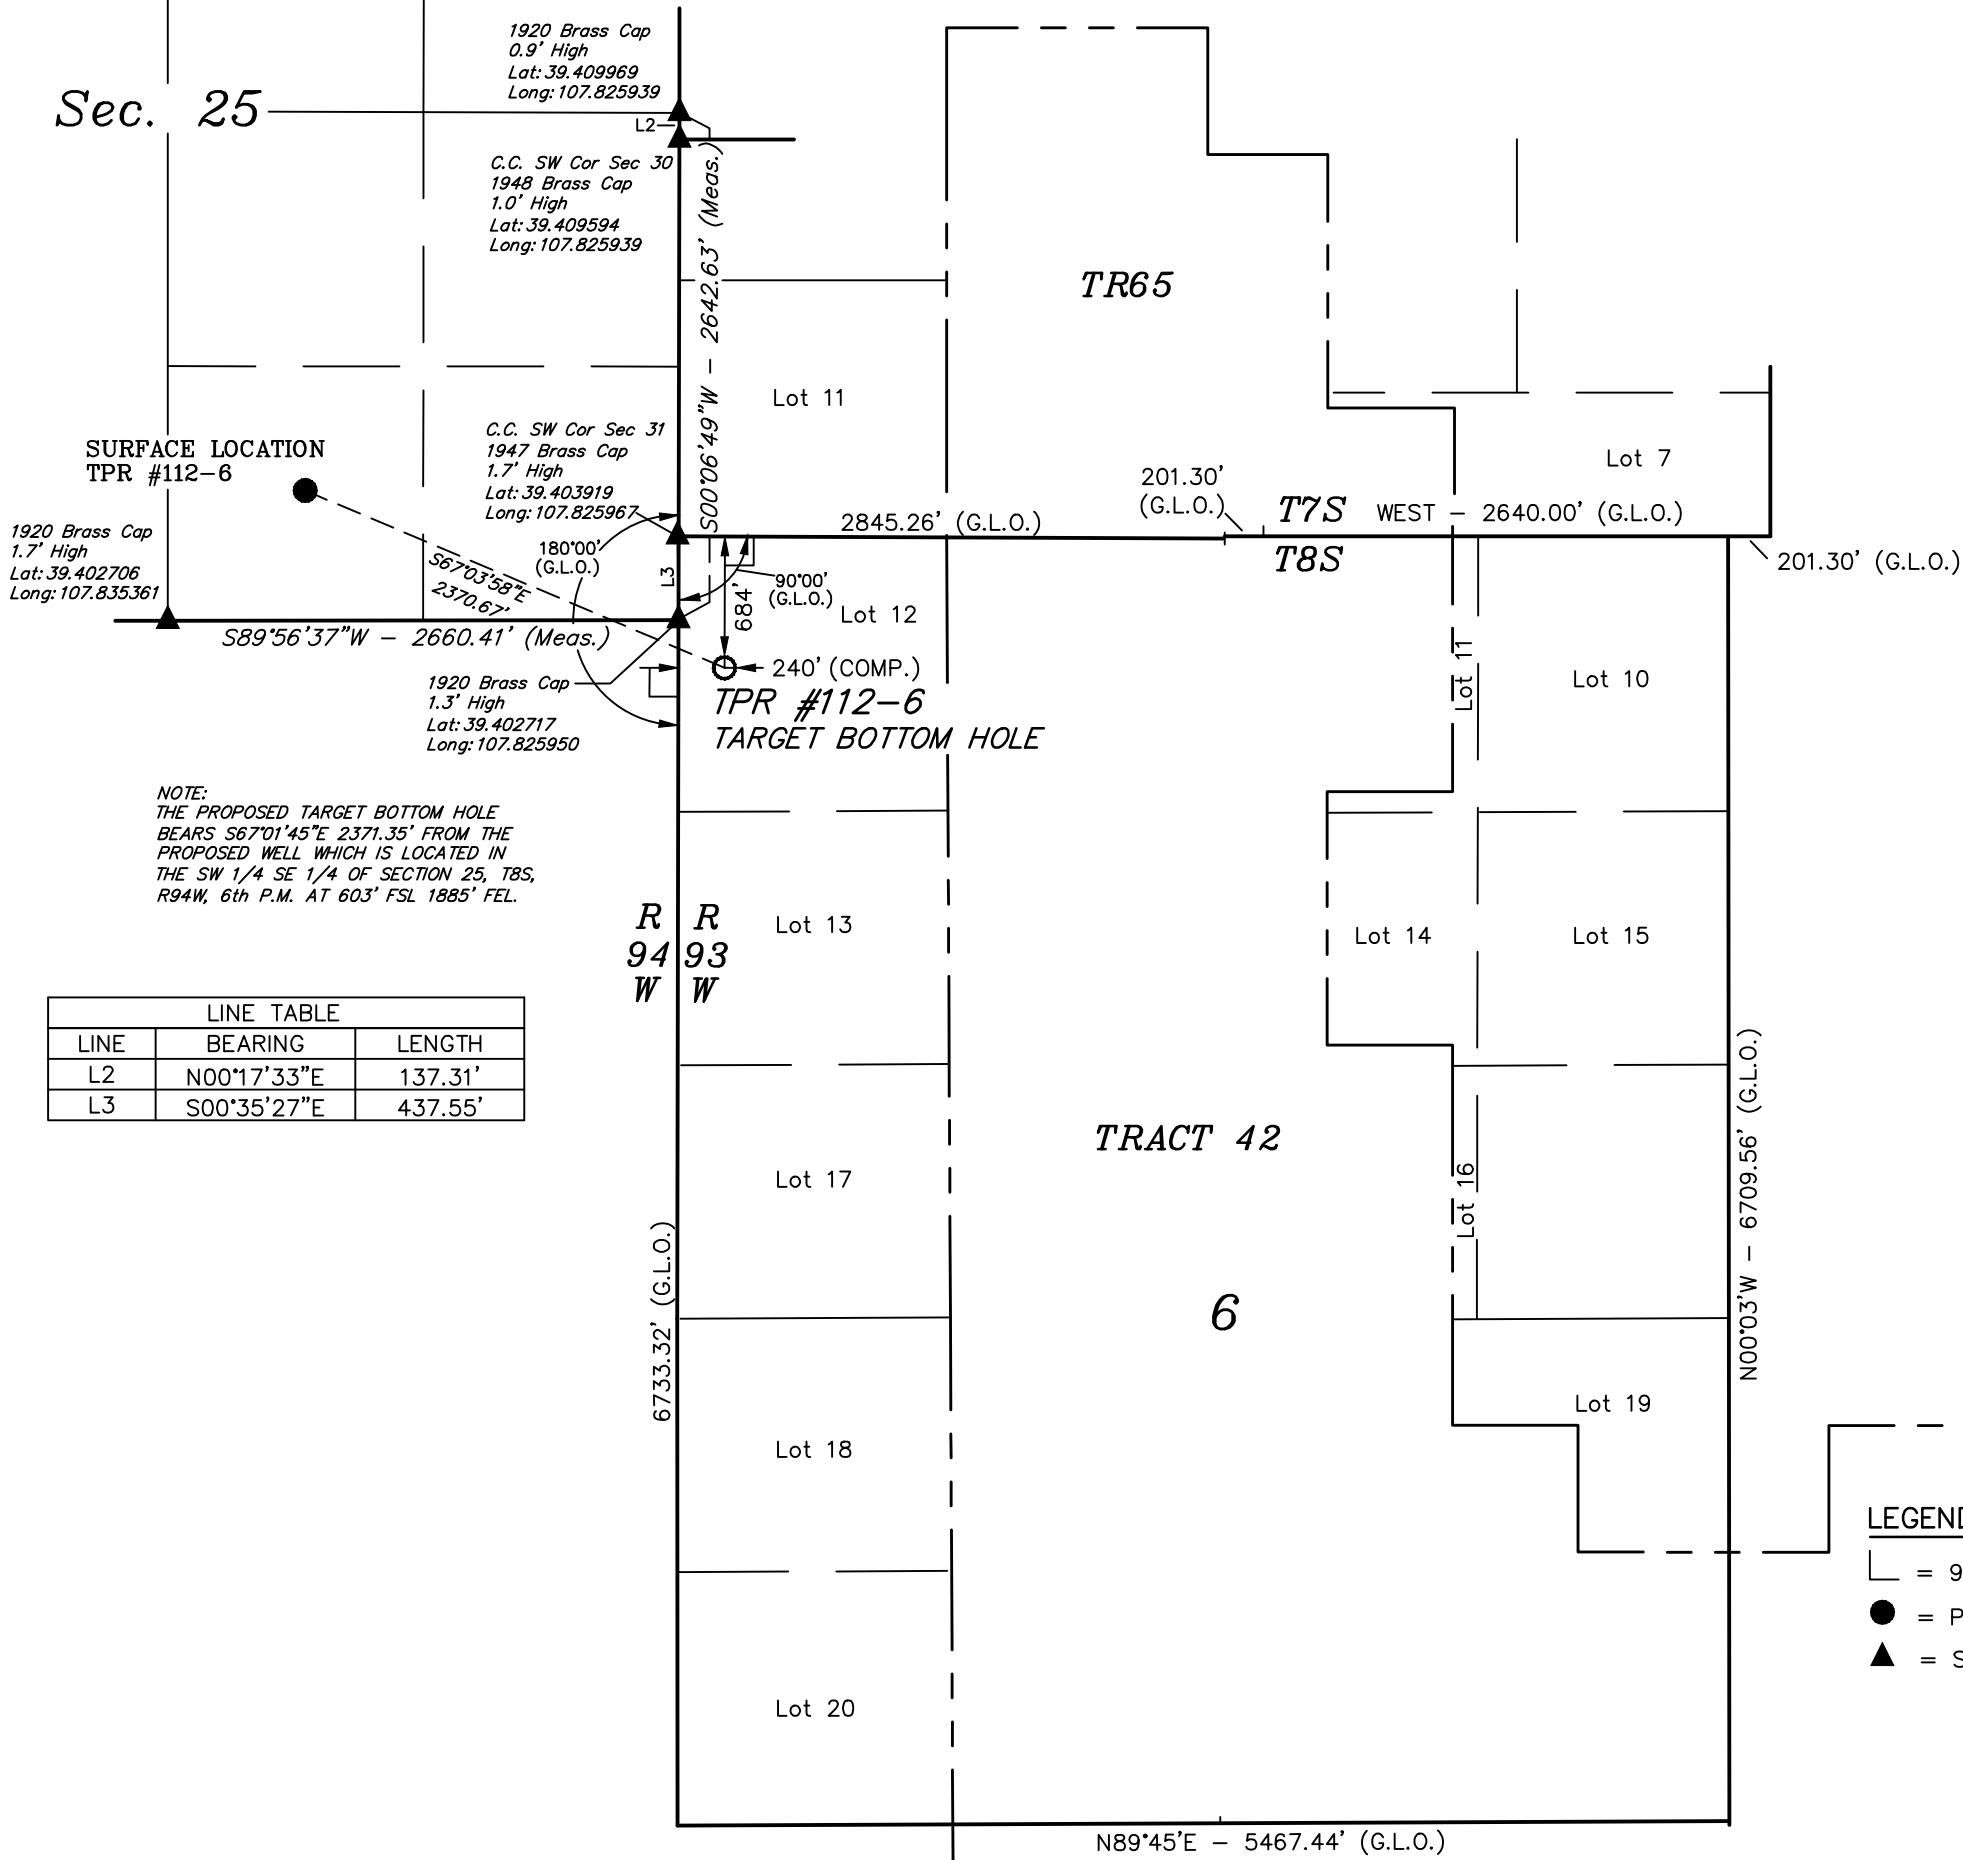 1920 Brass Cap
0.9' High
Lat: 39.409969
Long: 107.825939
Sec. 25
L2
C.C. SW Cor Sec 30
1948 Brass Cap
1.0' High
Lat: 39.409594
Long: 107.825939
S00°06'49"W - 2642.63' (Meas.)
TR65
Lot 11
C.C. SW Cor Sec 31
1947 Brass Cap
1.7' High
Lat: 39.403919
Long: 107.825967
SURFACE LOCATION
TPR #112-6
Lot 7
201.30'
(G.L.O.)
T7S
WEST - 2640.00' (G.L.O.)
2845.26' (G.L.O.)
1920 Brass Cap
1.7' High
Lat: 39.402706
Long: 107.835361
180°00'
(G.L.O.)
T8S
201.30' (G.L.O.)
S67°03'58"E
2370.67'
L3
90°00'
(G.L.O.)
684'
Lot 12
S89°56'37"W - 2660.41' (Meas.)
240' (COMP.)
Lot 11
Lot 10
1920 Brass Cap
1.3' High
Lat: 39.402717
Long: 107.825950
TPR #112-6
TARGET BOTTOM HOLE
NOTE:
THE PROPOSED TARGET BOTTOM HOLE
BEARS S67°01'45"E 2371.35' FROM THE
PROPOSED WELL WHICH IS LOCATED IN
THE SW 1/4 SE 1/4 OF SECTION 25, T8S,
R94W, 6th P.M. AT 603' FSL 1885' FEL.
R R
94 93
W W
Lot 13
Lot 14
Lot 15
LINE TABLE
LINE BEARING LENGTH
L2 N00°17'33"E 137.31'
L3 S00°35'27"E 437.55'
TRACT 42
Lot 17
Lot 16
N00°03'W - 6709.56' (G.L.O.)
6733.32' (G.L.O.)
6
Lot 19
Lot 18
LEGEND
= 9
= P
= S
Lot 20
N89°45'E - 5467.44' (G.L.O.)